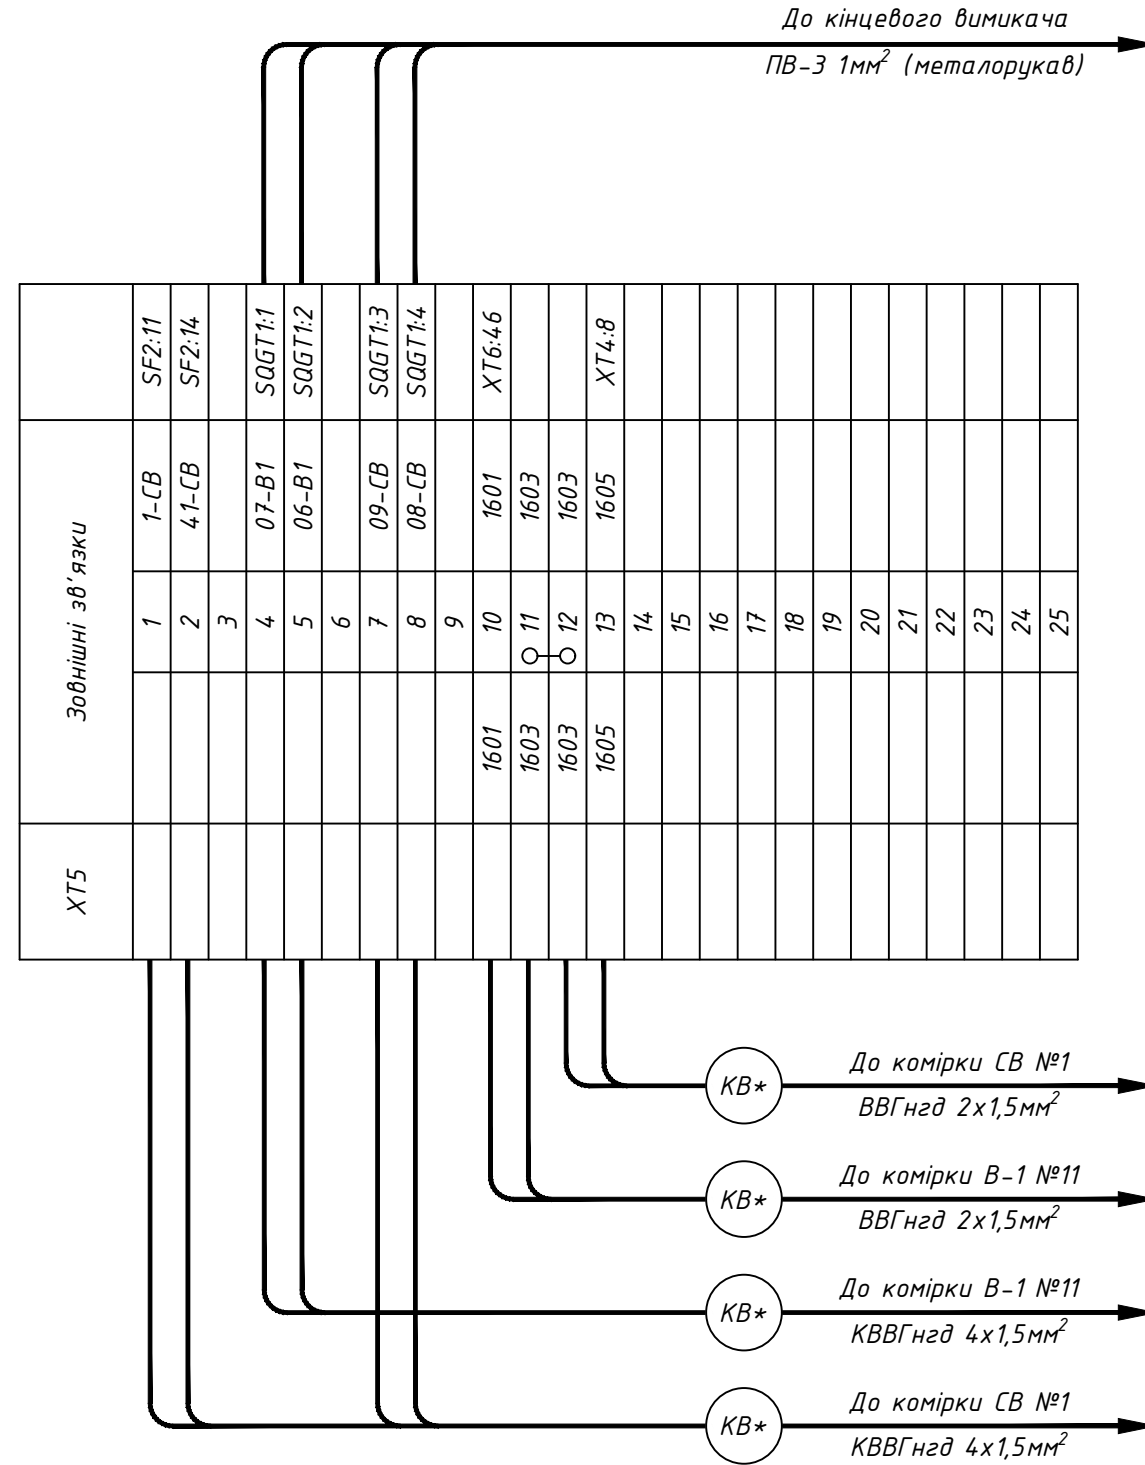 До кінцевого вимикача
ПВ-3 1мм²  (металорукав)
SF2:11
SF2:14
SQGT1:1
SQGT1:2
SQGT1:3
SQGT1:4
XT6:46
XT4:8
Зовнішні зв'язки
1-СВ
41-СВ
07-В1
06-В1
09-СВ
08-СВ
1601
1603
1603
1605
1
2
3
4
5
6
7
8
9
10
11
12
13
14
15
16
17
18
19
20
21
22
23
24
25
1601
1603
1603
1605
XT5
КВ*
До комірки СВ №1
ВВГнгд 2х1,5мм²
КВ*
До комірки В-1 №11
ВВГнгд 2х1,5мм²
КВ*
До комірки В-1 №11
КВВГнгд 4х1,5мм²
КВ*
До комірки СВ №1
КВВГнгд 4х1,5мм²